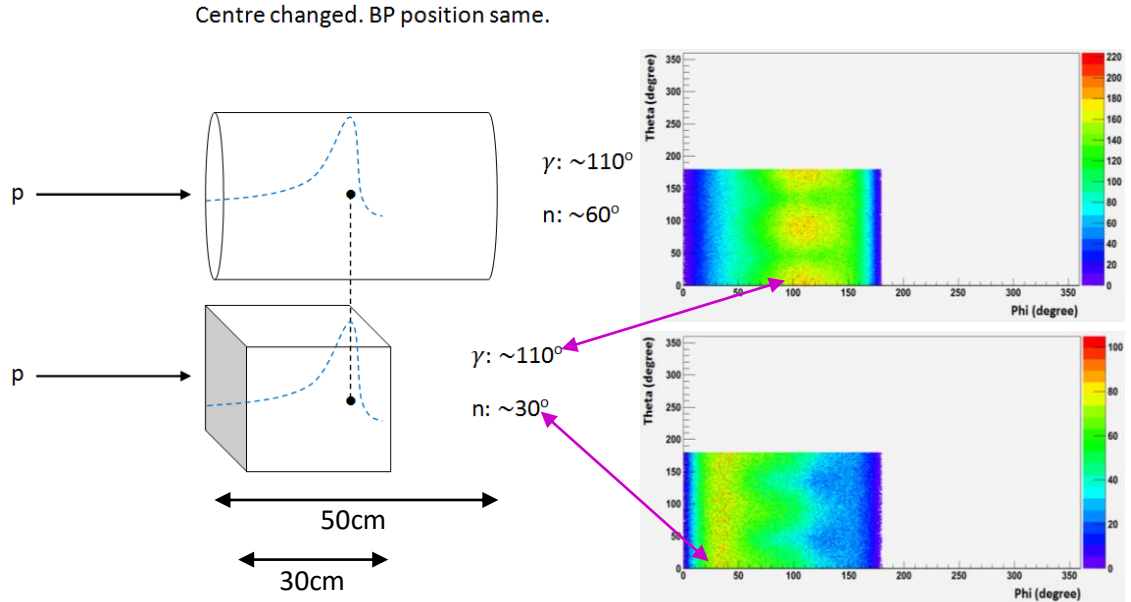 Centre changed. BP position same.
p
γ: ~110°
n: ~60°
p
γ: ~110°
n: ~30°
50cm
30cm
Theta (degree)
350
300
250
200
150
100
50
0
0 50 100 150 200 250 300 350
Phi (degree)
220
200
180
160
140
120
100
80
60
40
20
0
Theta (degree)
350
300
250
200
150
100
50
0
0 50 100 150 200 250 300 350
Phi (degree)
100
80
60
40
20
0